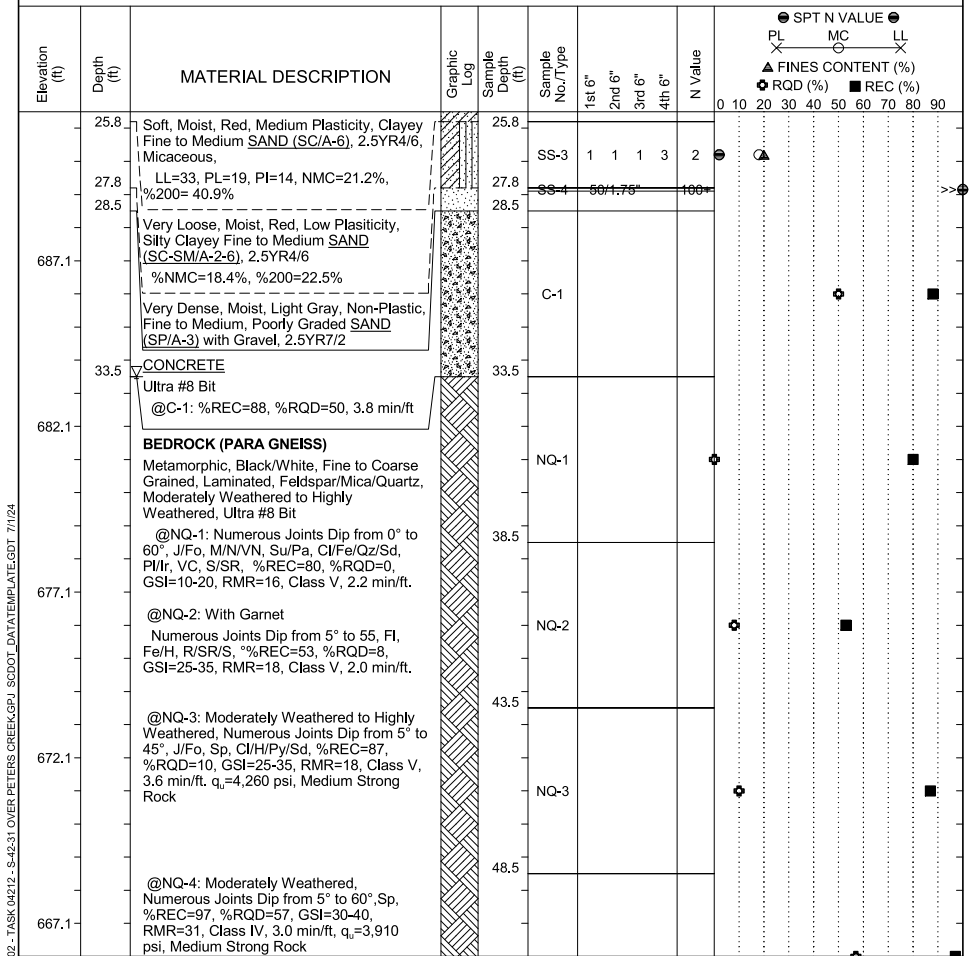 Elevation (ft)
Depth (ft)
MATERIAL DESCRIPTION
Graphic Log
Sample Depth (ft)
Sample No./Type
1st 6"
2nd 6"
3rd 6"
4th 6"
N Value
SPT N VALUE
PL MC LL
FINES CONTENT (%)
RQD (%) REC (%)
0 10 20 30 40 50 60 70 80 90
25.8
Soft, Moist, Red, Medium Plasticity, Clayey
Fine to Medium SAND (SC/A-6), 2.5YR4/6,
Micaceous,
LL=33, PL=19, PI=14, NMC=21.2%,
%200= 40.9%
25.8
SS-3 1 1 1 3 2
27.8
27.8
SS-4 50/1.75" 100+
>>
28.5
28.5
Very Loose, Moist, Red, Low Plasiticity,
Silty Clayey Fine to Medium SAND
(SC-SM/A-2-6), 2.5YR4/6
%NMC=18.4%, %200=22.5%
687.1
Very Dense, Moist, Light Gray, Non-Plastic,
Fine to Medium, Poorly Graded SAND
(SP/A-3) with Gravel, 2.5YR7/2
C-1
33.5
CONCRETE
33.5
Ultra #8 Bit
@C-1: %REC=88, %RQD=50, 3.8 min/ft
682.1
BEDROCK (PARA GNEISS)
Metamorphic, Black/White, Fine to Coarse
Grained, Laminated, Feldspar/Mica/Quartz,
Moderately Weathered to Highly
Weathered, Ultra #8 Bit
NQ-1
@NQ-1: Numerous Joints Dip from 0° to
60°, J/Fo, M/N/VN, Su/Pa, Cl/Fe/Qz/Sd,
Pl/Ir, VC, S/SR, %REC=80, %RQD=0,
GSI=10-20, RMR=16, Class V, 2.2 min/ft.
38.5
677.1
@NQ-2: With Garnet
Numerous Joints Dip from 5° to 55, Fl,
Fe/H, R/SR/S, °%REC=53, %RQD=8,
GSI=25-35, RMR=18, Class V, 2.0 min/ft.
NQ-2
43.5
@NQ-3: Moderately Weathered to Highly
Weathered, Numerous Joints Dip from 5° to
45°, J/Fo, Sp, Cl/H/Py/Sd, %REC=87,
%RQD=10, GSI=25-35, RMR=18, Class V,
3.6 min/ft. qu=4,260 psi, Medium Strong
Rock
672.1
NQ-3
48.5
@NQ-4: Moderately Weathered,
Numerous Joints Dip from 5° to 60°,Sp,
%REC=97, %RQD=57, GSI=30-40,
RMR=31, Class IV, 3.0 min/ft, qu=3,910
psi, Medium Strong Rock
667.1
02 - TASK 04212 - S-42-31 OVER PETERS CREEK.GPJ SCDOT_DATATEMPLATE.GDT 7/1/24